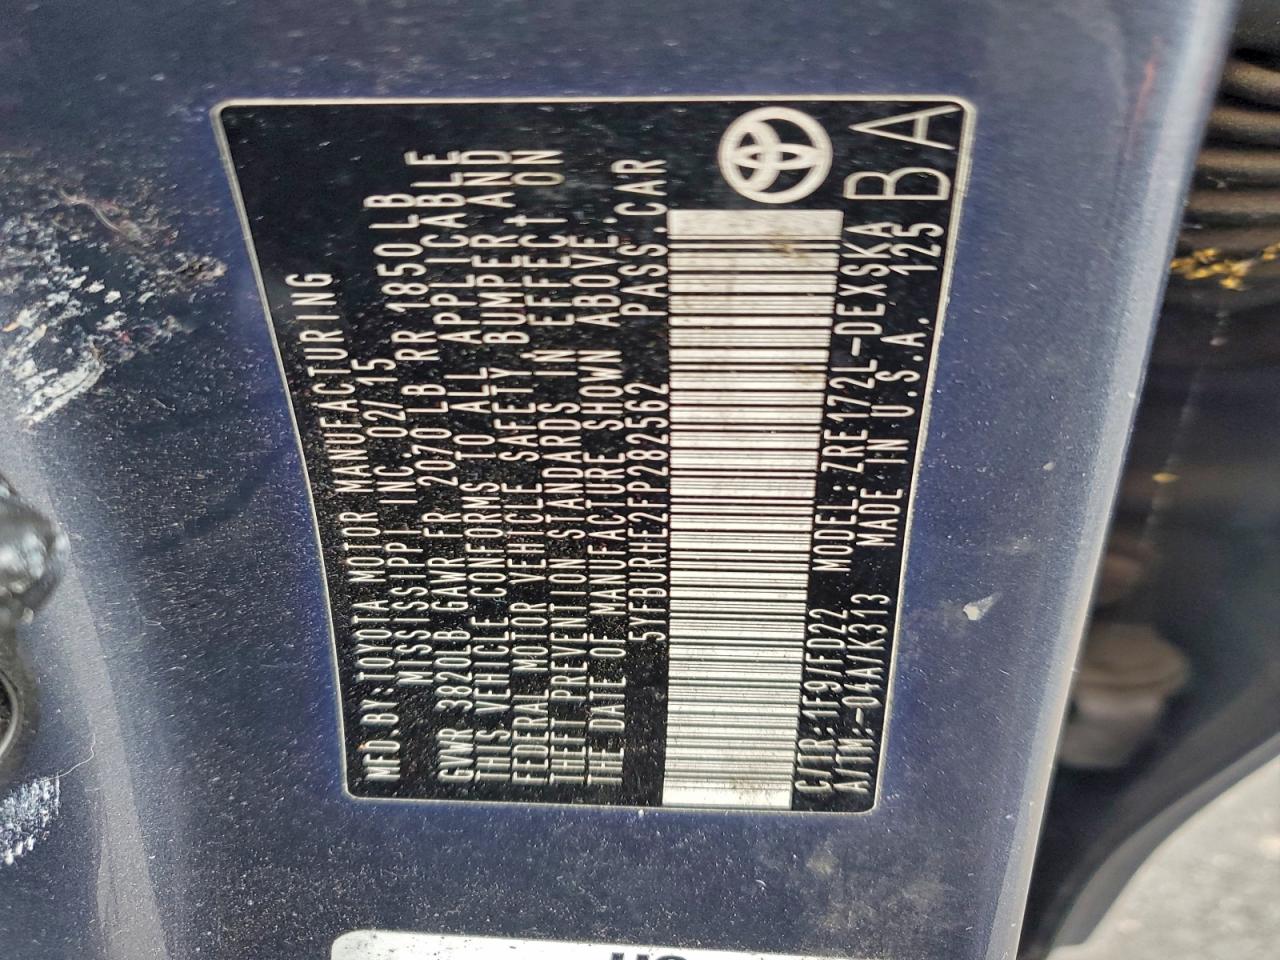 MFD.BY:TOYOTA MOTOR MANUFACTURING
MISSISSIPPI INC. 02/15
GVWR 3820LB GAWR FR 2070LB RR 1850LB
THIS VEHICLE CONFORMS TO ALL APPLICABLE
FEDERAL MOTOR VEHICLE SAFETY, BUMPER, AND
THEFT PREVENTION STANDARDS IN EFFECT ON
THE DATE OF MANUFACTURE SHOWN ABOVE.
5YFBURHE2FP282562 PASS.CAR
C/TR:1F9/FD22 MODEL:ZRE172L-DEXSKA
A/TM:-04A/K313 MADE IN U.S.A. 125
BA